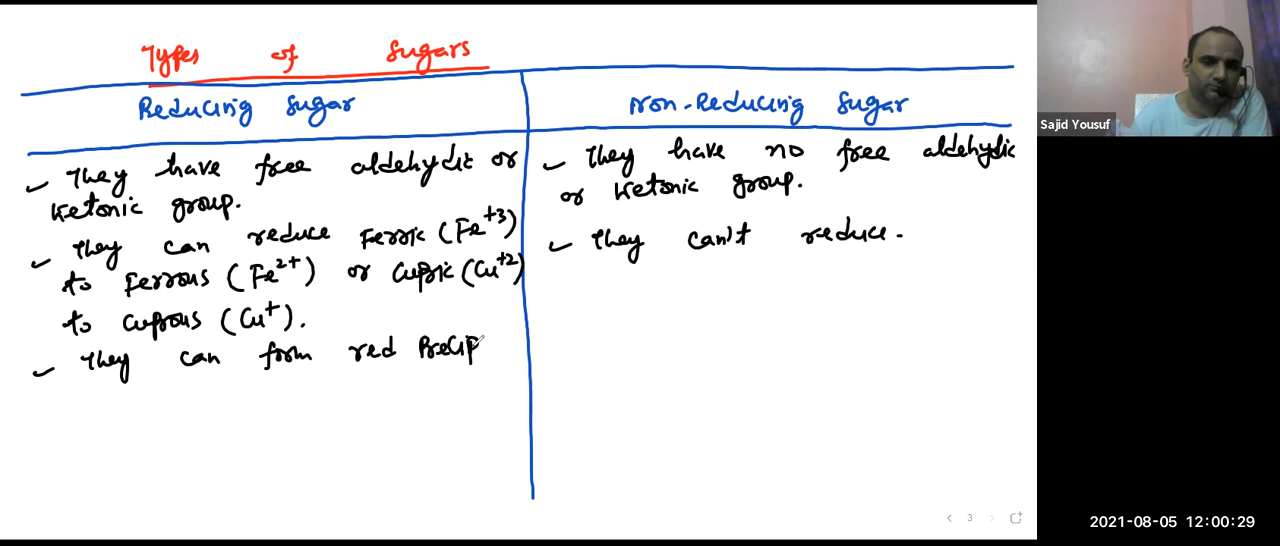 Types of Sugars
Reducing Sugar
They have free aldehydic or
Ketonic group.
They can reduce Ferric (Fe+3)
to Ferrous (Fe2+) or Cupric (Cu+2)
to Cuprous (Cu+).
They can form red Precip
Non-Reducing Sugar
They have no free aldehydic
or Ketonic group.
They can't reduce.
Sajid Yousuf
3
2021-08-05 12:00:29